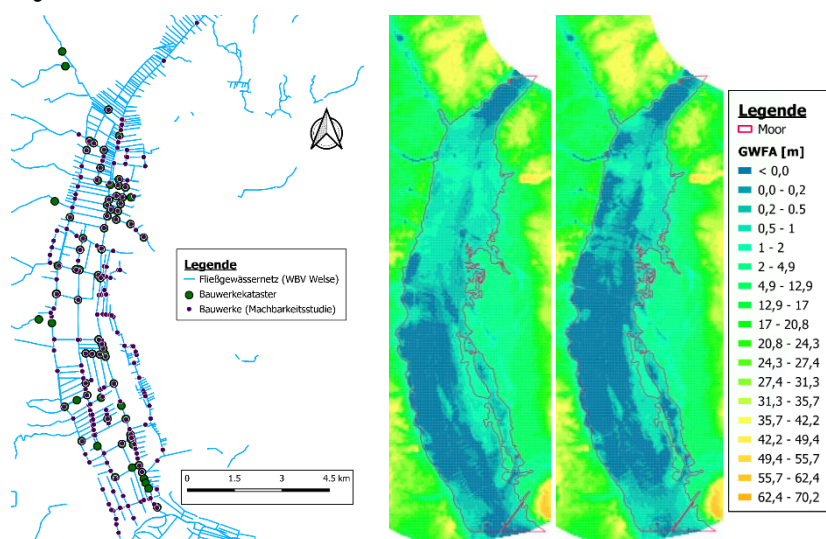 Legende
Fließgewässernetz (WBV Welse)
Bauwerkekataster
Bauwerke (Machbarkeitsstudie)
0 1.5 3 4.5 km
Legende
Moor
GWFA [m]
< 0,0
0,0 - 0,2
0,2 - 0.5
0,5 - 1
1 - 2
2 - 4,9
4,9 - 12,9
12,9 - 17
17 - 20,8
20,8 - 24,3
24,3 - 27,4
27,4 - 31,3
31,3 - 35,7
35,7 - 42,2
42,2 - 49,4
49,4 - 55,7
55,7 - 62,4
62,4 - 70,2